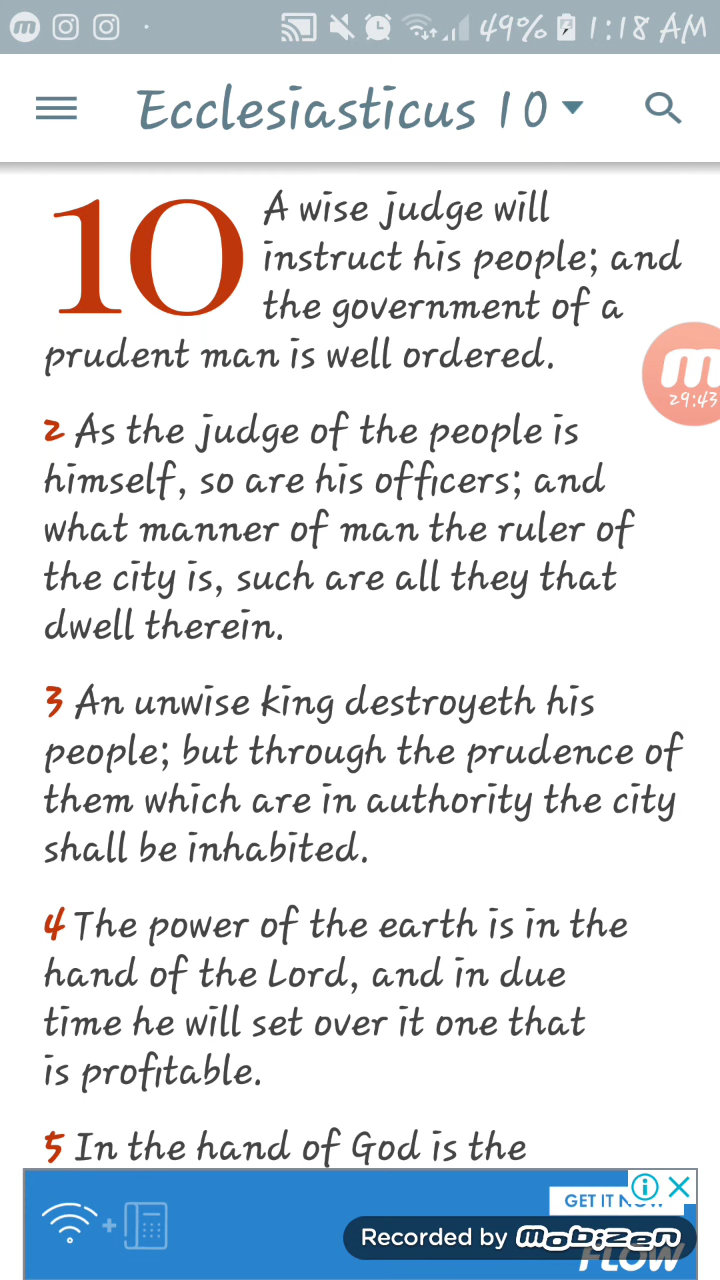 49% 1:18 AM
Ecclesiasticus 10
10 A wise judge will
instruct his people; and
the government of a
prudent man is well ordered.
29:43
2 As the judge of the people is
himself, so are his officers; and
what manner of man the ruler of
the city is, such are all they that
dwell therein.
3 An unwise king destroyeth his
people; but through the prudence of
them which are in authority the city
shall be inhabited.
4 The power of the earth is in the
hand of the Lord, and in due
time he will set over it one that
is profitable.
5 In the hand of God is the
GET IT
Recorded by mobizen
FLOW